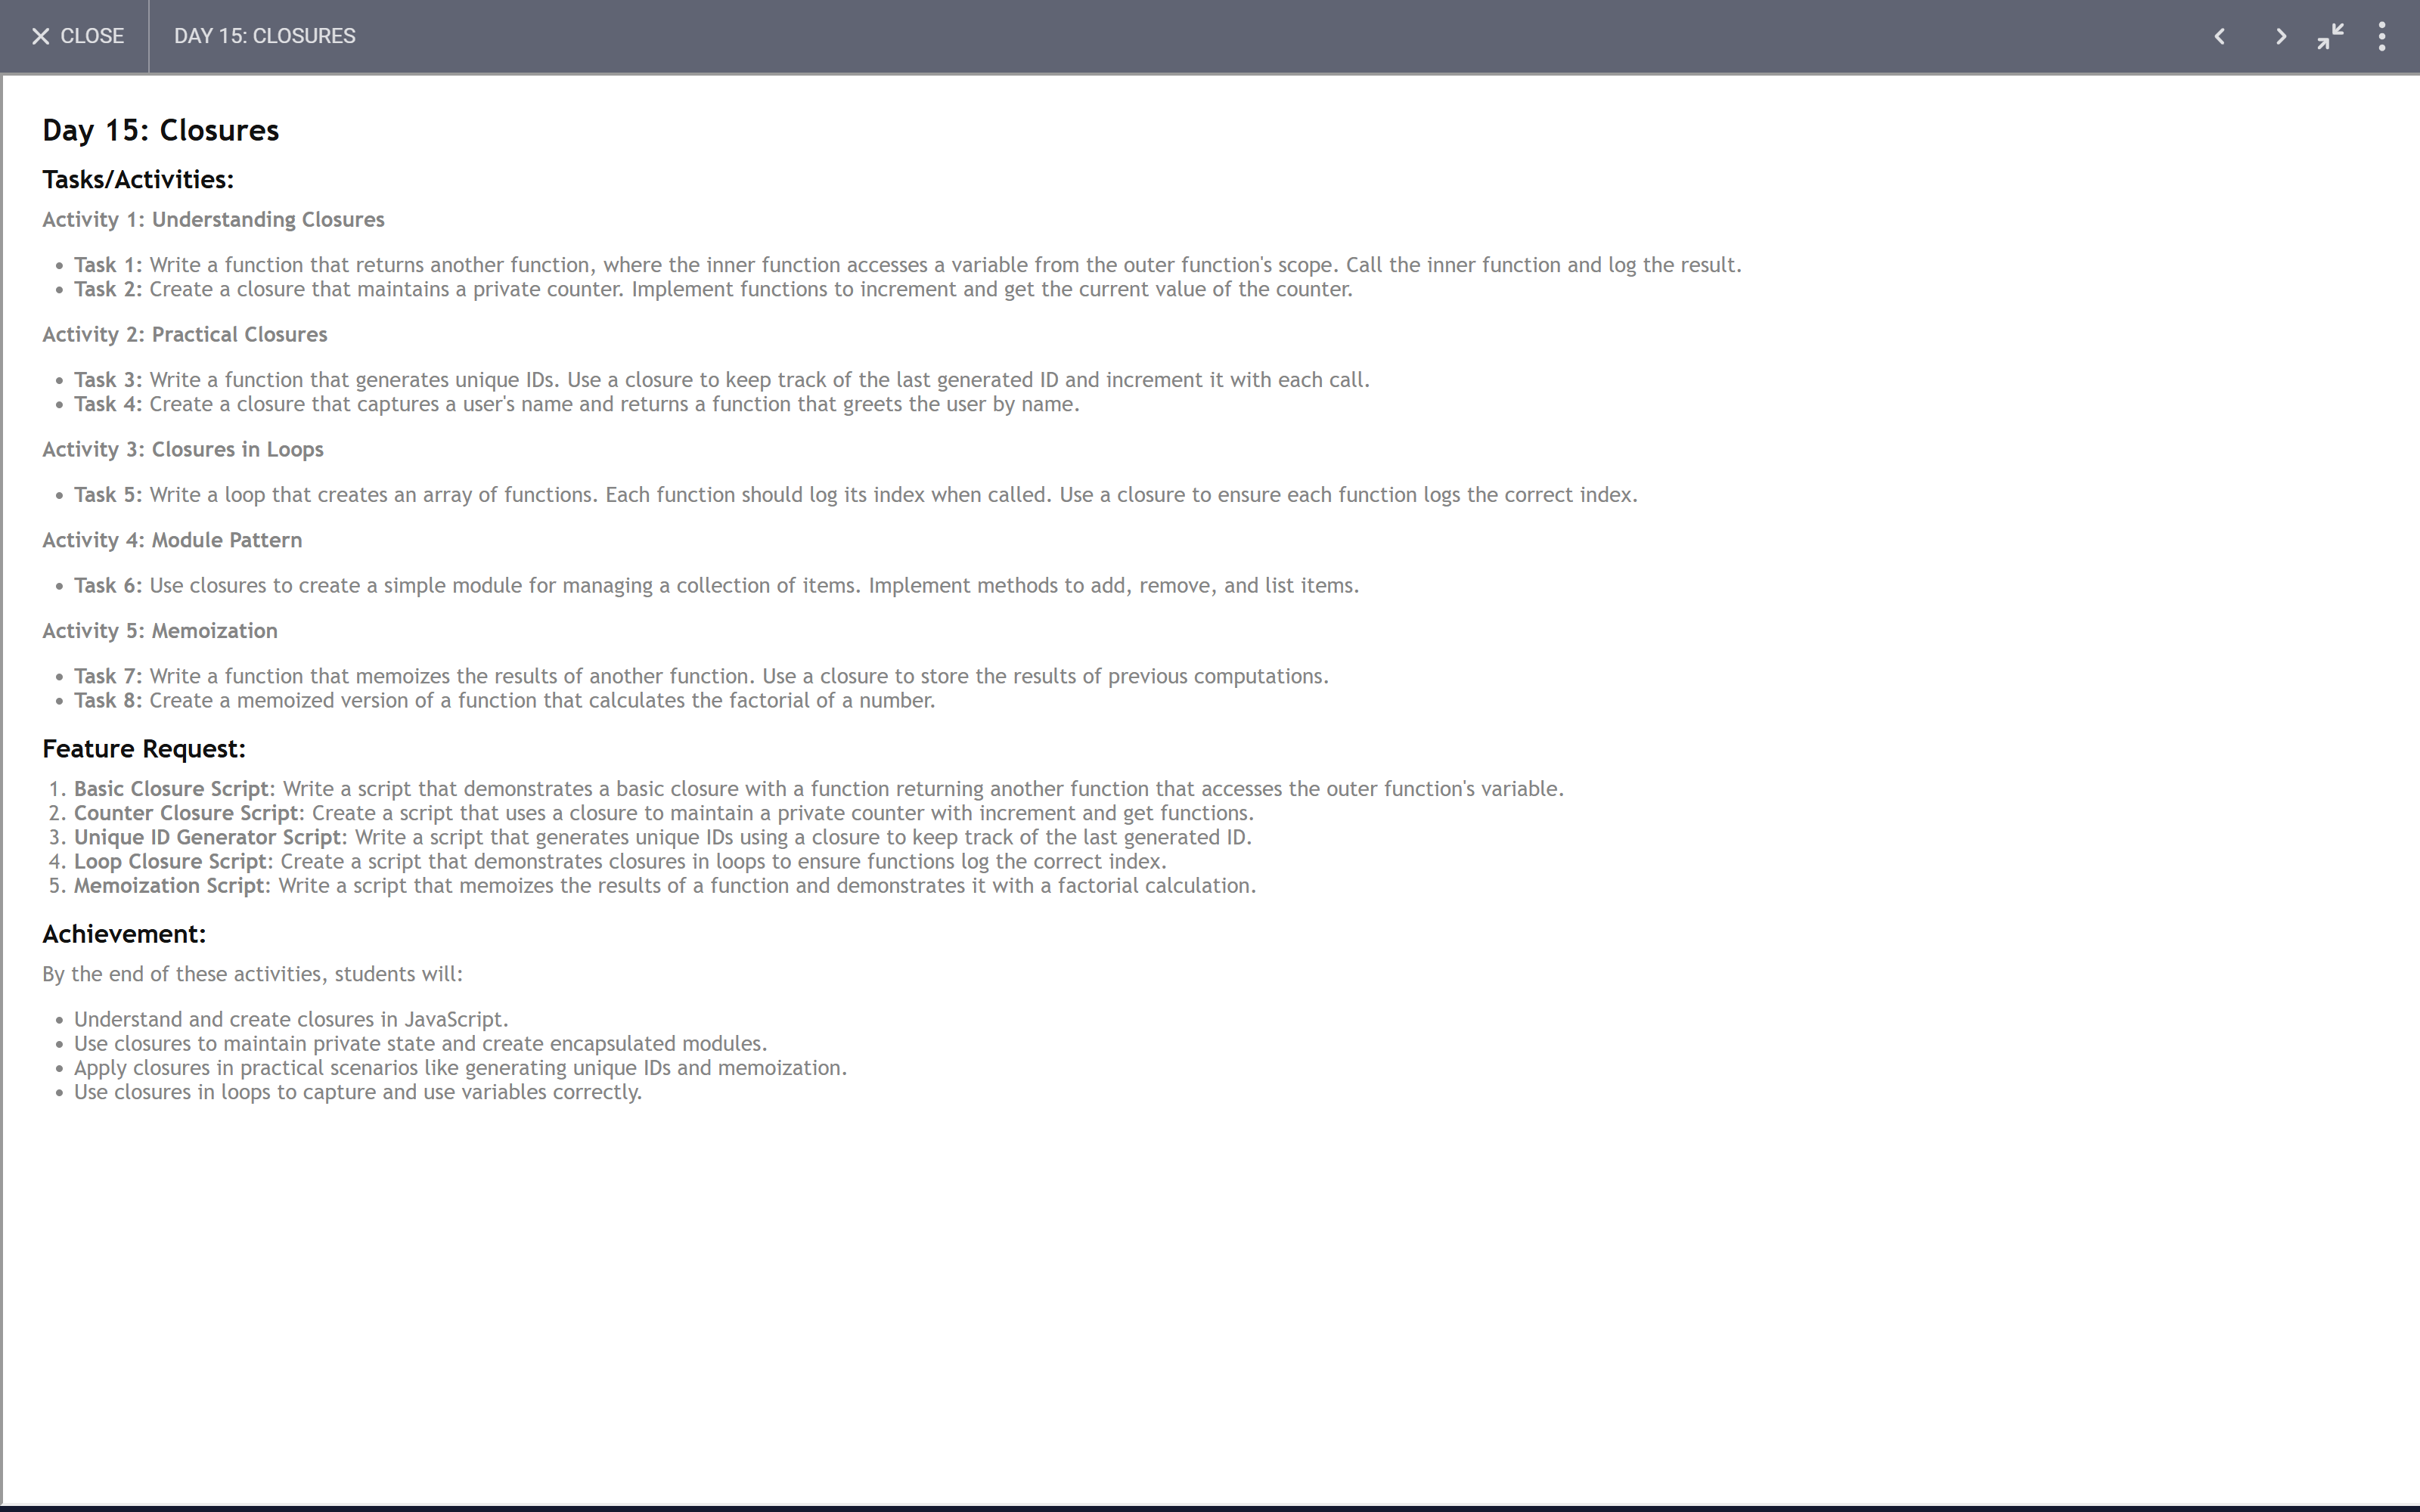 CLOSE
DAY 15: CLOSURES
Day 15: Closures
Tasks/Activities:
Activity 1: Understanding Closures
• Task 1: Write a function that returns another function, where the inner function accesses a variable from the outer function's scope. Call the inner function and log the result.
• Task 2: Create a closure that maintains a private counter. Implement functions to increment and get the current value of the counter.
Activity 2: Practical Closures
• Task 3: Write a function that generates unique IDs. Use a closure to keep track of the last generated ID and increment it with each call.
• Task 4: Create a closure that captures a user's name and returns a function that greets the user by name.
Activity 3: Closures in Loops
• Task 5: Write a loop that creates an array of functions. Each function should log its index when called. Use a closure to ensure each function logs the correct index.
Activity 4: Module Pattern
• Task 6: Use closures to create a simple module for managing a collection of items. Implement methods to add, remove, and list items.
Activity 5: Memoization
• Task 7: Write a function that memoizes the results of another function. Use a closure to store the results of previous computations.
• Task 8: Create a memoized version of a function that calculates the factorial of a number.
Feature Request:
1. Basic Closure Script: Write a script that demonstrates a basic closure with a function returning another function that accesses the outer function's variable.
2. Counter Closure Script: Create a script that uses a closure to maintain a private counter with increment and get functions.
3. Unique ID Generator Script: Write a script that generates unique IDs using a closure to keep track of the last generated ID.
4. Loop Closure Script: Create a script that demonstrates closures in loops to ensure functions log the correct index.
5. Memoization Script: Write a script that memoizes the results of a function and demonstrates it with a factorial calculation.
Achievement:
By the end of these activities, students will:
• Understand and create closures in JavaScript.
• Use closures to maintain private state and create encapsulated modules.
• Apply closures in practical scenarios like generating unique IDs and memoization.
• Use closures in loops to capture and use variables correctly.